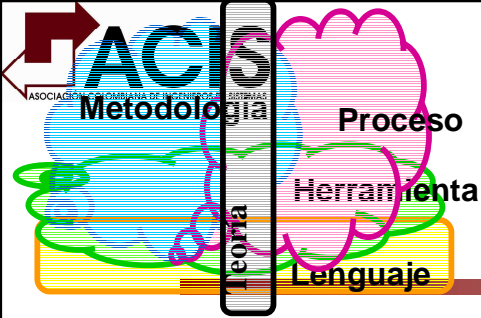 ACIS
ASOCIACIÓN COLOMBIANA DE INGENIEROS DE SISTEMAS
Metodología
Proceso
Herramienta
Teoría
Lenguaje